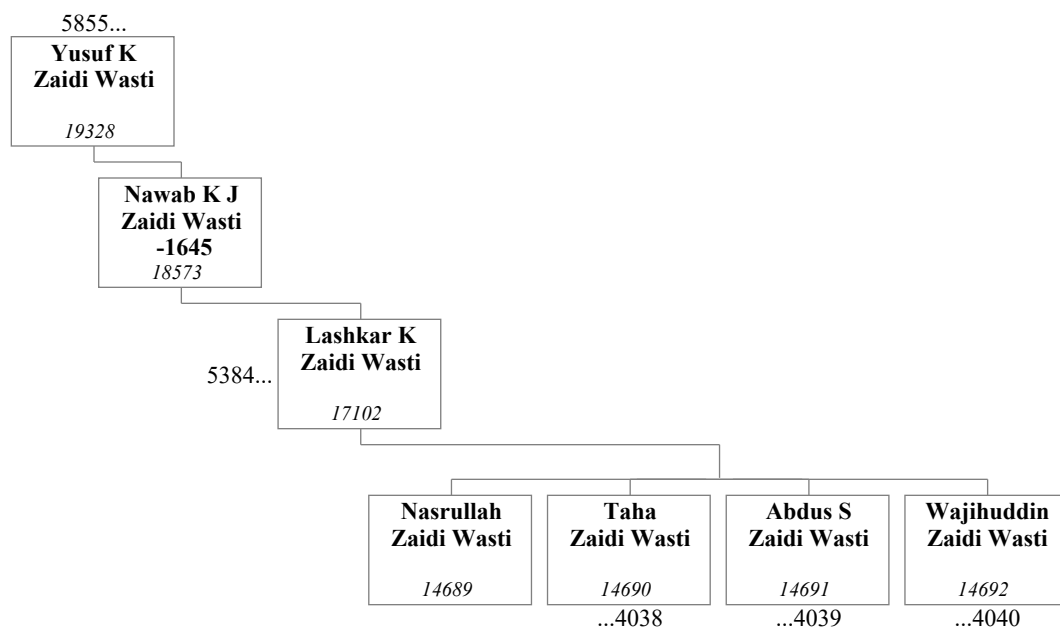 5855...
Yusuf K
Zaidi Wasti
19328
Nawab K J
Zaidi Wasti
-1645
18573
Lashkar K
Zaidi Wasti
5384...
17102
Nasrullah
Zaidi Wasti
14689
Taha
Zaidi Wasti
14690
...4038
Abdus S
Zaidi Wasti
14691
...4039
Wajihuddin
Zaidi Wasti
14692
...4040